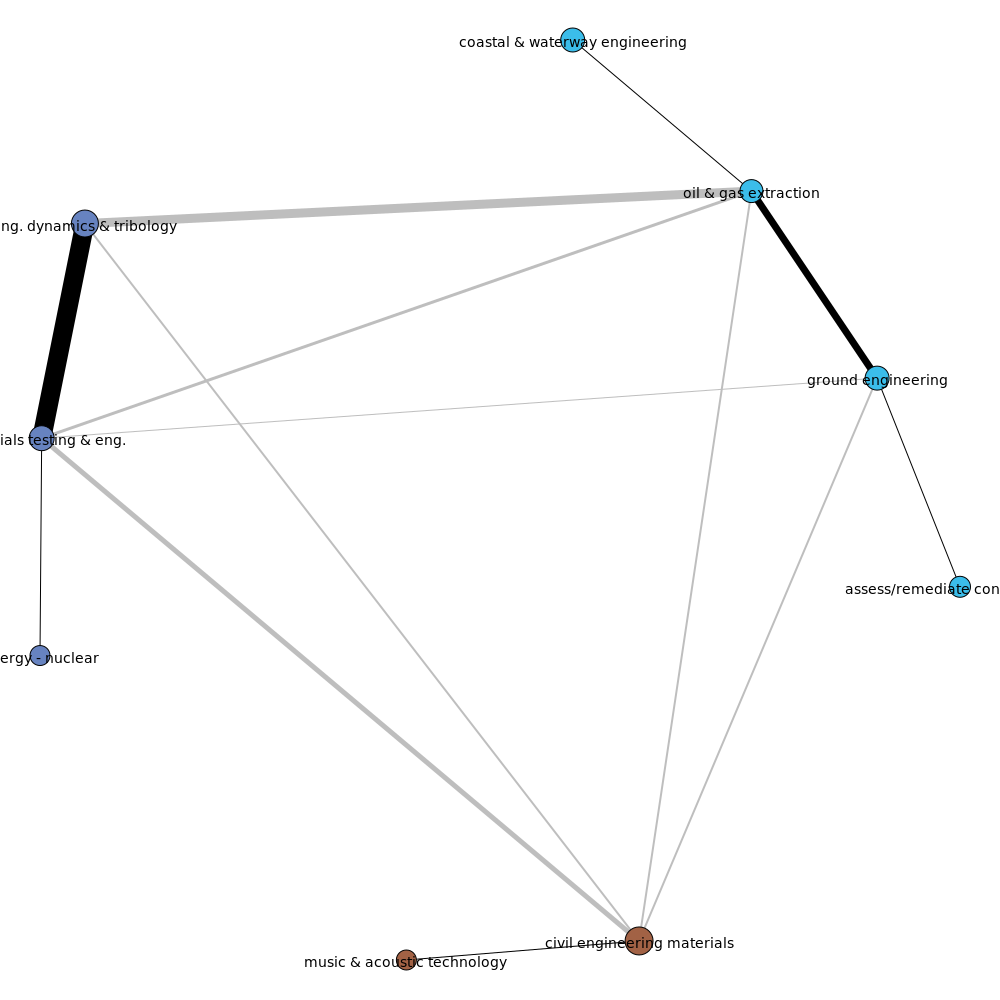 coastal & waterway engineering
oil & gas extraction
ng. dynamics & tribology
ground engineering
ials testing & eng.
assess/remediate con
ergy - nuclear
civil engineering materials
music & acoustic technology